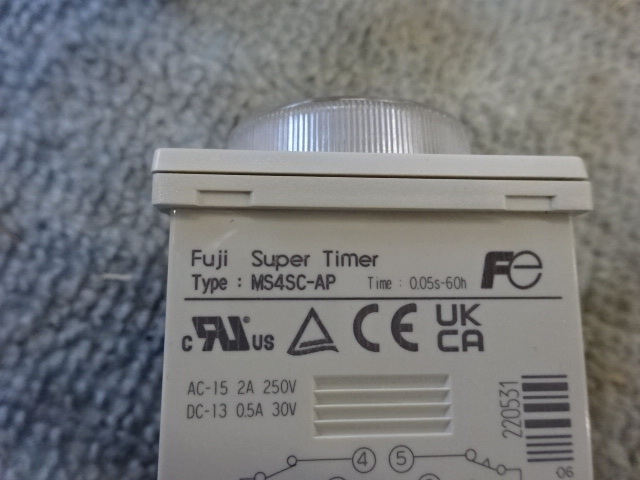 Fuji Super Timer
Type : MS4SC-AP Time : 0.05s-60h Fe
c RU US CE UK CA
AC-15 2A 250V
DC-13 0.5A 30V
220531
4 5
06